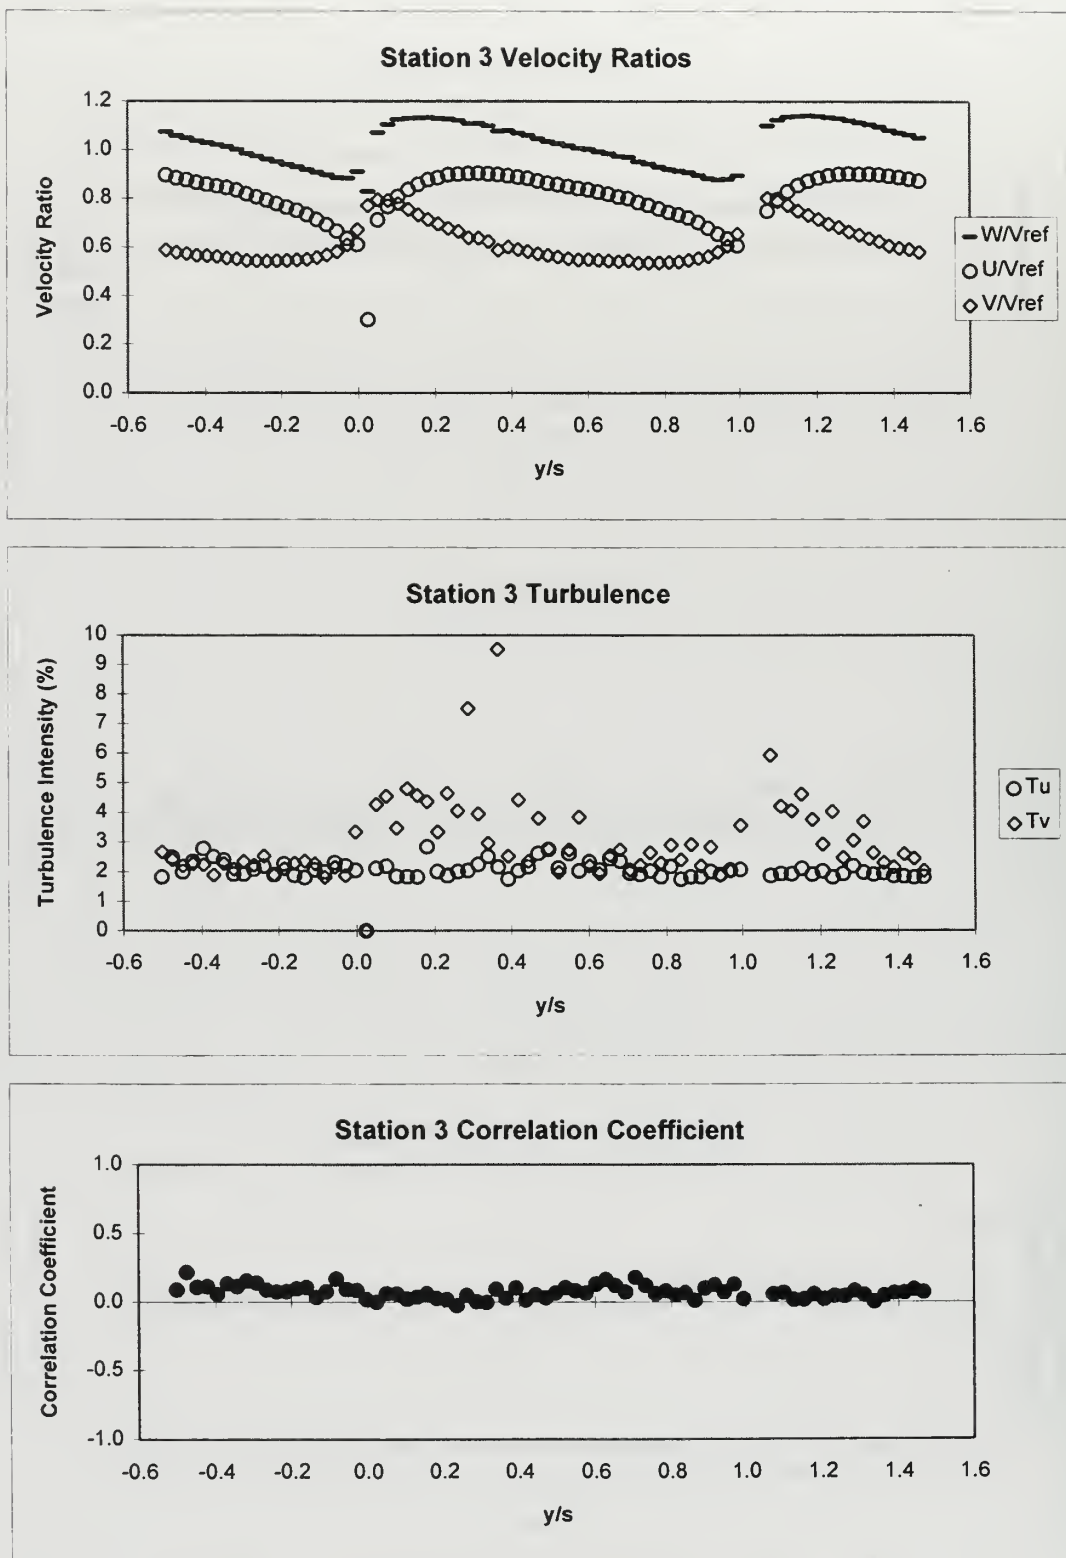 Station 3 Velocity Ratios
Velocity Ratio
1.2
1.0
0.8
0.6
0.4
0.2
0.0
-0.6 -0.4 -0.2 0.0 0.2 0.4 0.6 0.8 1.0 1.2 1.4 1.6
y/s
W/Vref
U/Vref
V/Vref
Station 3 Turbulence
Turbulence Intensity (%)
10
9
8
7
6
5
4
3
2
1
0
-0.6 -0.4 -0.2 0.0 0.2 0.4 0.6 0.8 1.0 1.2 1.4 1.6
y/s
Tu
Tv
Station 3 Correlation Coefficient
Correlation Coefficient
1.0
0.5
0.0
-0.5
-1.0
-0.6 -0.4 -0.2 0.0 0.2 0.4 0.6 0.8 1.0 1.2 1.4 1.6
y/s